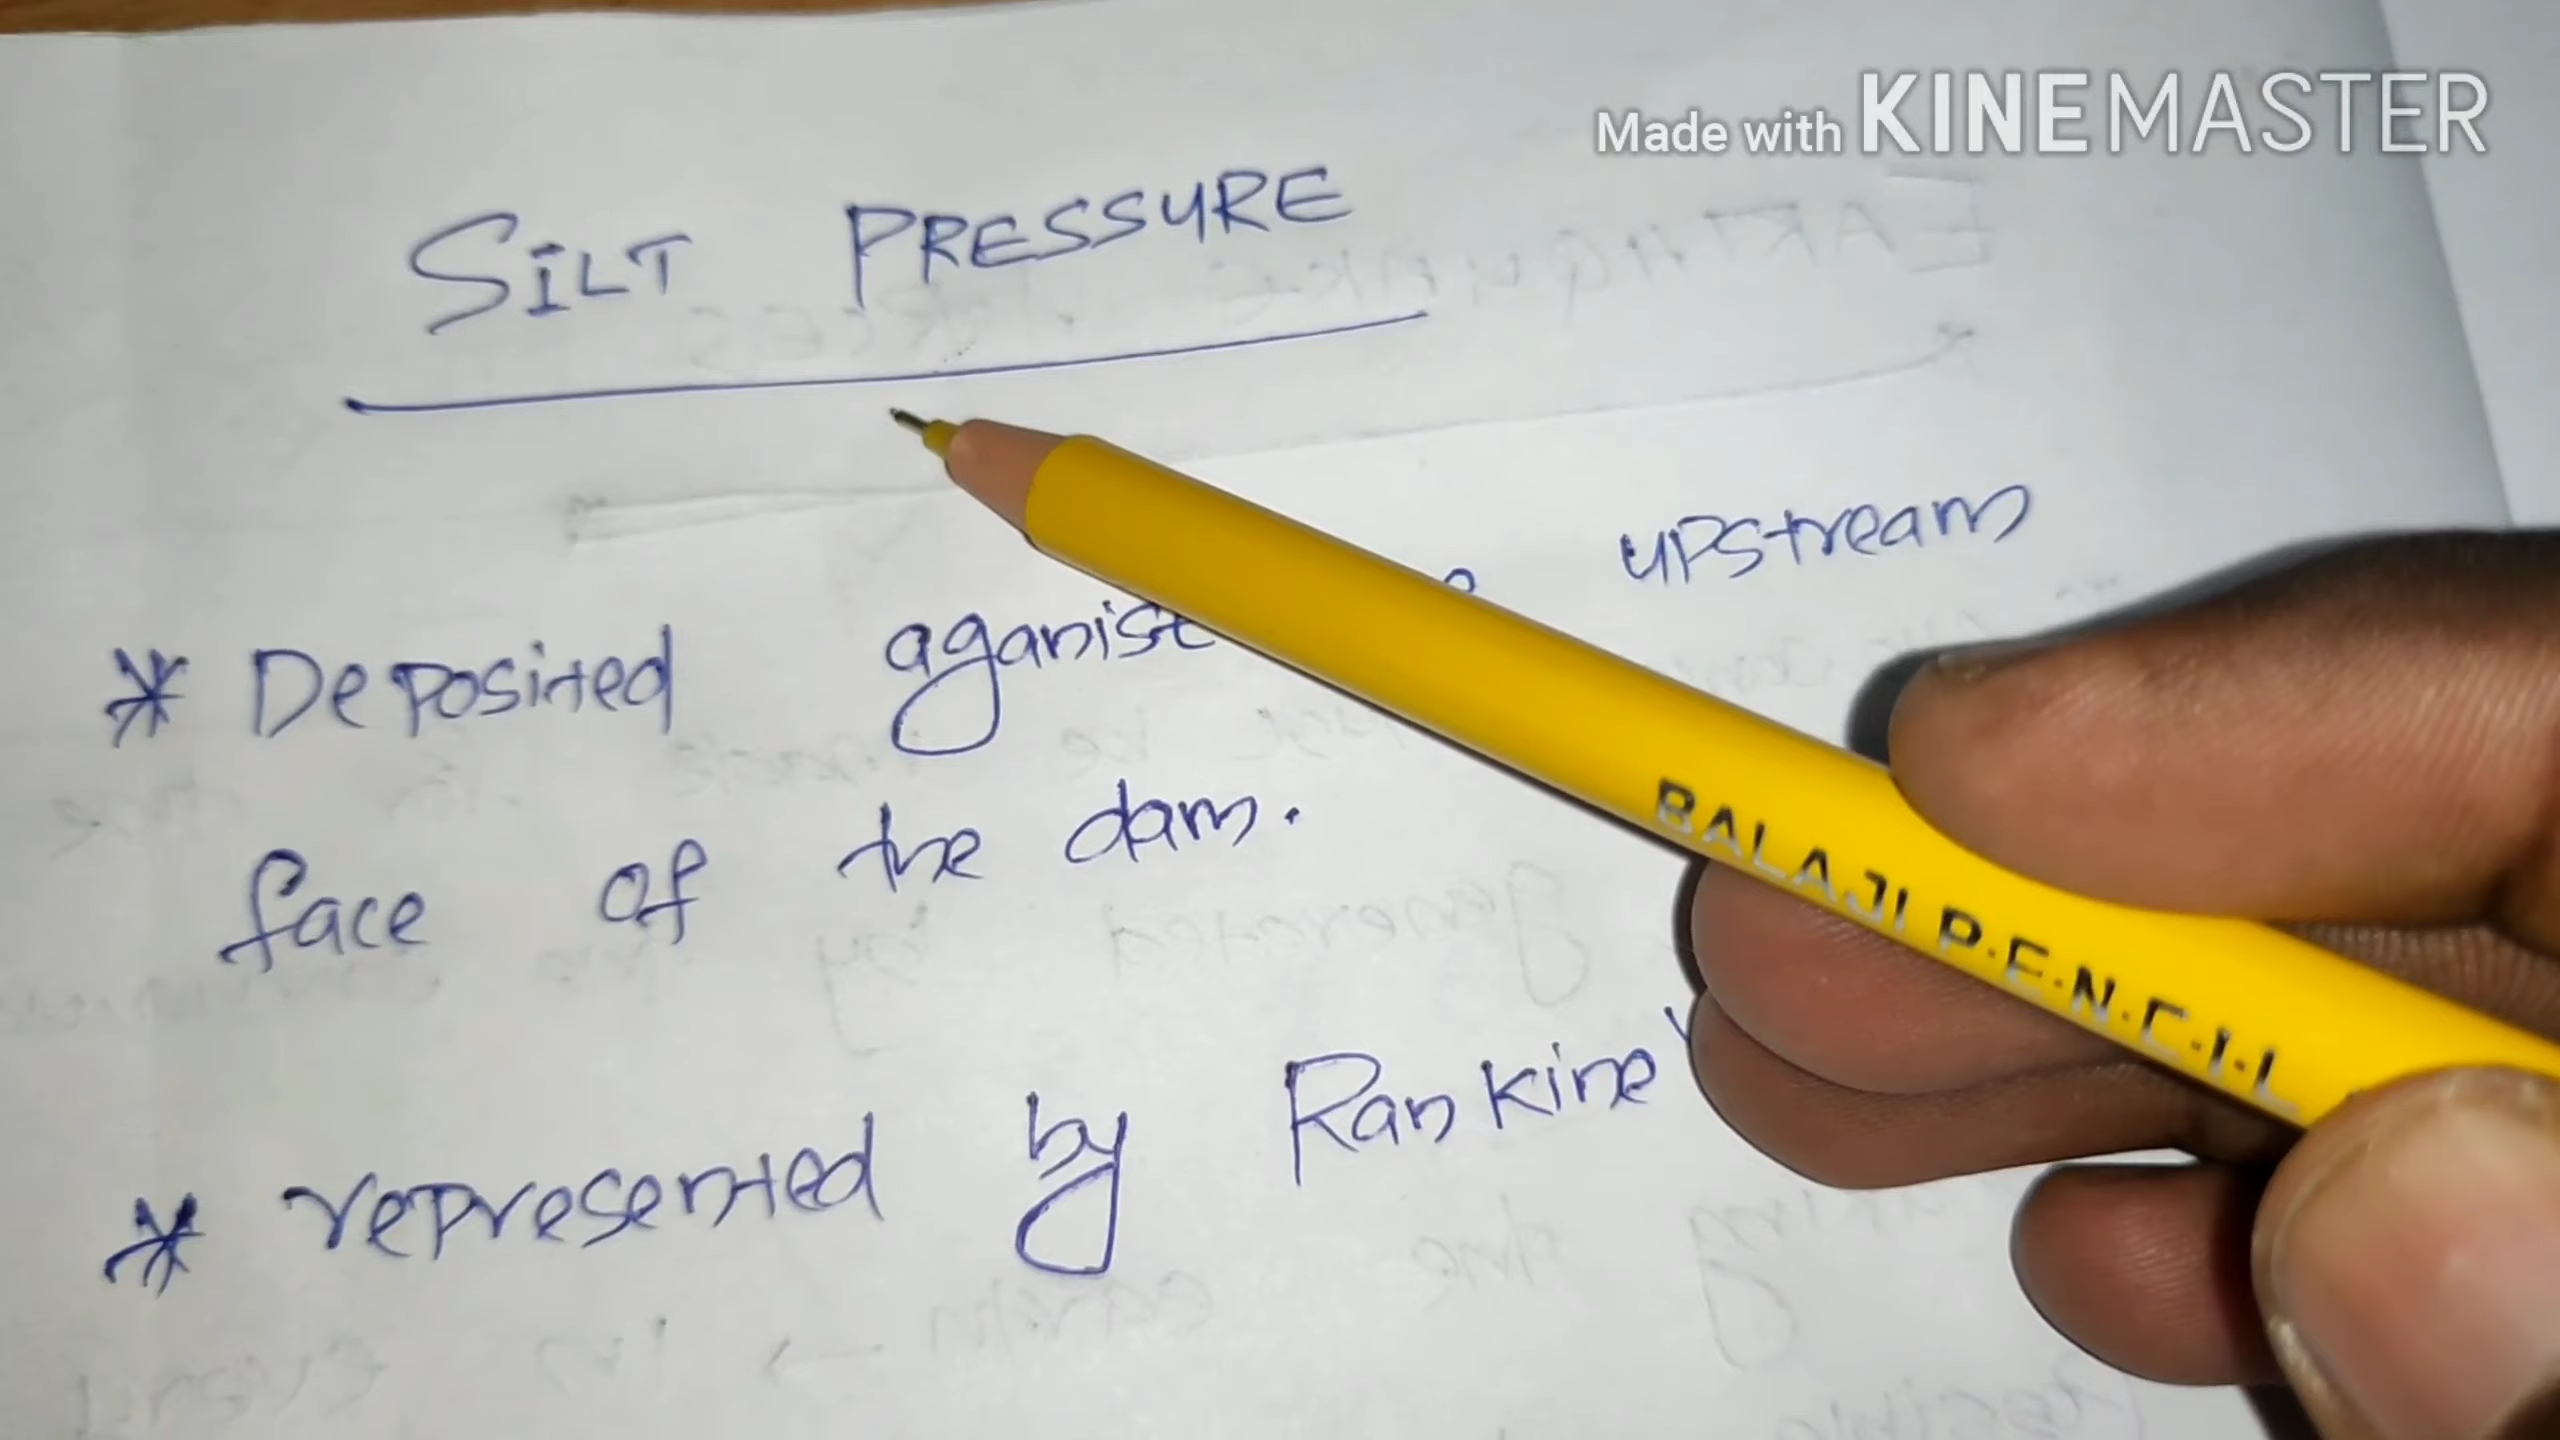 Made with KINEMASTER
SILT PRESSURE
* Deposited aganist upstream
face of the dam.
* represented by Rankine'
BALAJI P.E.N.C.I.L